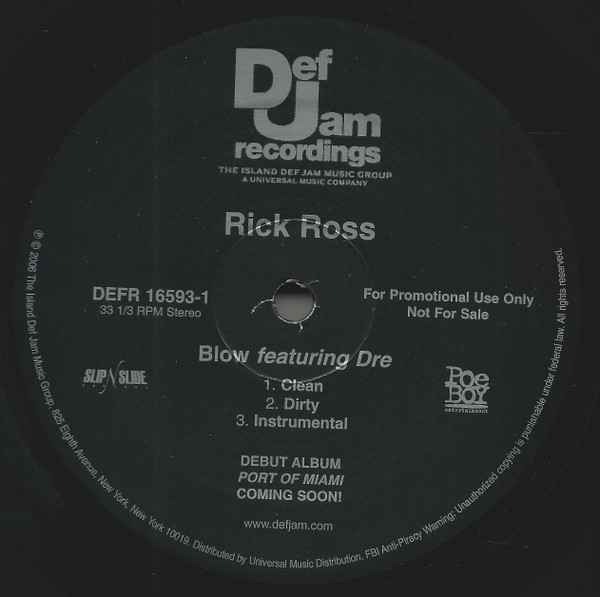 Def
Jam
recordings
THE ISLAND DEF JAM MUSIC GROUP
A UNIVERSAL MUSIC COMPANY
Rick Ross
DEFR 16593-1
33 1/3 RPM Stereo
For Promotional Use Only
Not For Sale
Blow featuring Dre
1. Clean
2. Dirty
3. Instrumental
SLIP N SLIDE
RECORDS
Poe
BOY
entertainment
DEBUT ALBUM
PORT OF MIAMI
COMING SOON!
www.defjam.com
℗ © 2006 The Island Def Jam Music Group, 825 Eighth Avenue, New York, New York 10019. Distributed by Universal Music Distribution. FBI Anti-Piracy Warning: Unauthorized copying is punishable under federal law. All rights reserved.